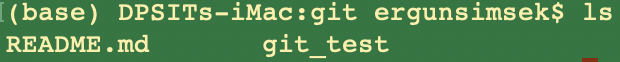 (base) DPSITs-iMac:git ergunsimsek$ ls
README.md git_test